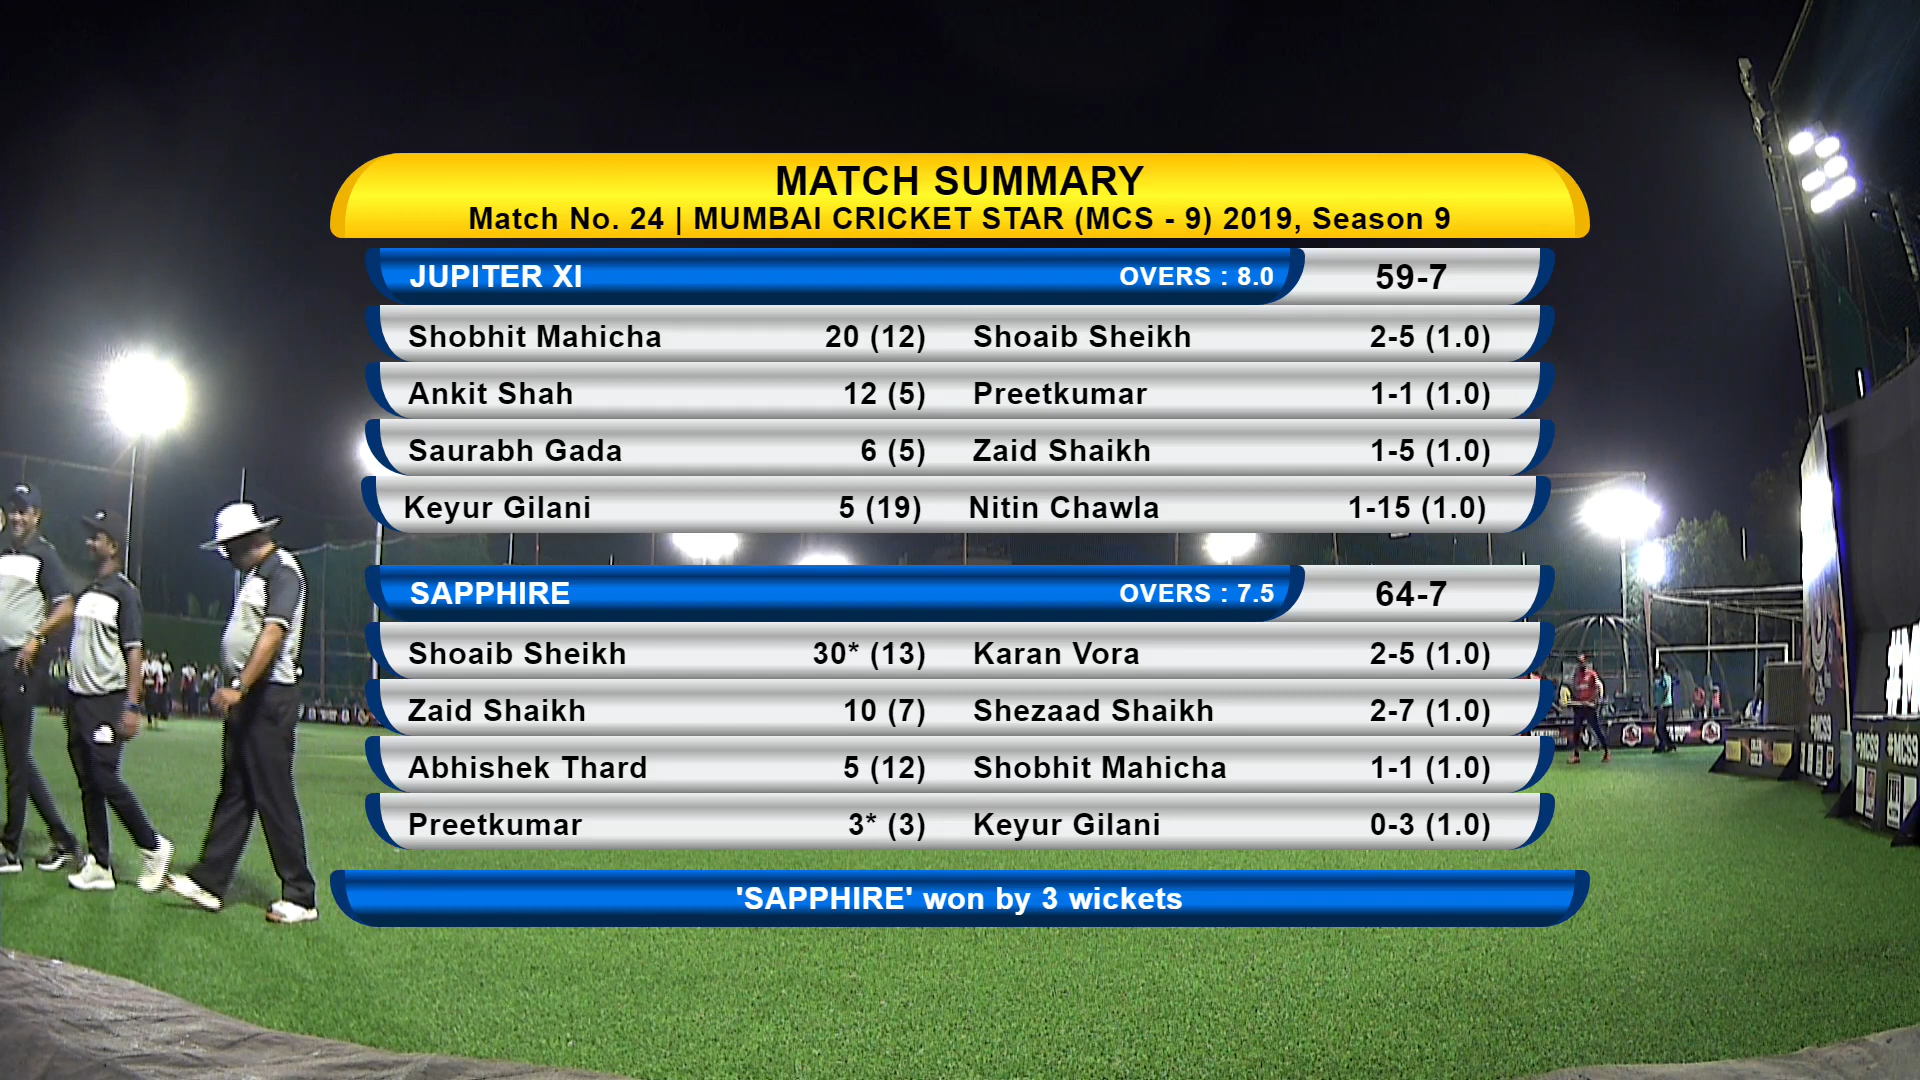 MATCH SUMMARY
Match No. 24 | MUMBAI CRICKET STAR (MCS - 9) 2019, Season 9
JUPITER XI OVERS : 8.0 59-7
Shobhit Mahicha 20 (12) Shoaib Sheikh 2-5 (1.0)
Ankit Shah 12 (5) Preetkumar 1-1 (1.0)
Saurabh Gada 6 (5) Zaid Shaikh 1-5 (1.0)
Keyur Gilani 5 (19) Nitin Chawla 1-15 (1.0)
SAPPHIRE OVERS : 7.5 64-7
Shoaib Sheikh 30* (13) Karan Vora 2-5 (1.0)
Zaid Shaikh 10 (7) Shezaad Shaikh 2-7 (1.0)
Abhishek Thard 5 (12) Shobhit Mahicha 1-1 (1.0)
Preetkumar 3* (3) Keyur Gilani 0-3 (1.0)
'SAPPHIRE' won by 3 wickets
#M
#MCS9
#MCS9
#MCS9